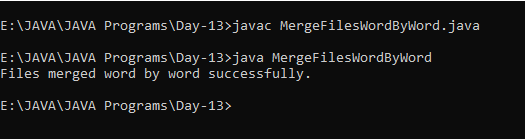 E:\JAVA\JAVA Programs\Day-13>javac MergeFilesWordByWord.java
E:\JAVA\JAVA Programs\Day-13>java MergeFilesWordByWord
Files merged word by word successfully.
E:\JAVA\JAVA Programs\Day-13>